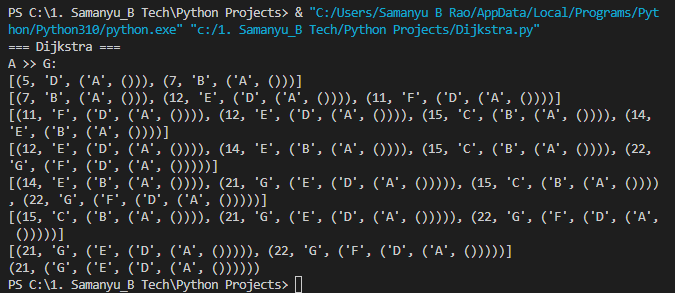 PS C:\1. Samanyu_B Tech\Python Projects> & "C:/Users/Samanyu B Rao/AppData/Local/Programs/Pyt
hon/Python310/python.exe" "c:/1. Samanyu_B Tech/Python Projects/Dijkstra.py"
=== Dijkstra ===
A >> G:
[(5, 'D', ('A', ())), (7, 'B', ('A', ()))]
[(7, 'B', ('A', ())), (12, 'E', ('D', ('A', ()))), (11, 'F', ('D', ('A', ())))]
[(11, 'F', ('D', ('A', ()))), (12, 'E', ('D', ('A', ()))), (15, 'C', ('B', ('A', ()))), (14,
'E', ('B', ('A', ())))]
[(12, 'E', ('D', ('A', ()))), (14, 'E', ('B', ('A', ()))), (15, 'C', ('B', ('A', ()))), (22,
'G', ('F', ('D', ('A', ()))))]
[(14, 'E', ('B', ('A', ()))), (21, 'G', ('E', ('D', ('A', ())))), (15, 'C', ('B', ('A', ())))
, (22, 'G', ('F', ('D', ('A', ()))))]
[(15, 'C', ('B', ('A', ()))), (21, 'G', ('E', ('D', ('A', ())))), (22, 'G', ('F', ('D', ('A',
()))))]
[(21, 'G', ('E', ('D', ('A', ())))), (22, 'G', ('F', ('D', ('A', ()))))]
(21, ('G', ('E', ('D', ('A', ())))))
PS C:\1. Samanyu_B Tech\Python Projects>